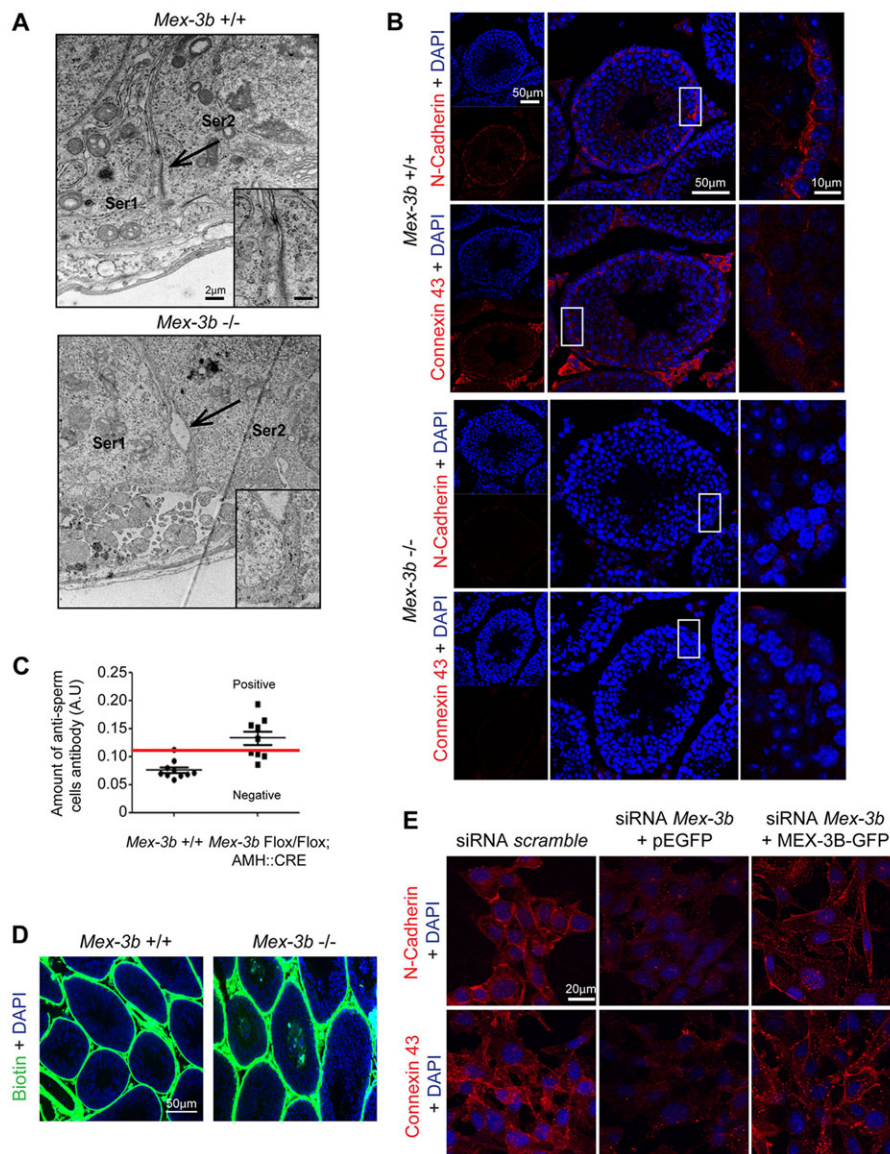 A
Mex-3b +/+
Ser2
Ser1
2μm
Mex-3b -/-
Ser1
Ser2
B
Mex-3b +/+
N-Cadherin + DAPI
50μm
50μm
10μm
Connexin 43 + DAPI
Mex-3b -/-
N-Cadherin + DAPI
Connexin 43 + DAPI
C
Amount of anti-sperm
cells antibody (A.U)
0.25
0.20
0.15
0.10
0.05
0
Positive
Negative
Mex-3b +/+ Mex-3b Flox/Flox;
AMH::CRE
D
Mex-3b +/+
Mex-3b -/-
Biotin + DAPI
50μm
E
siRNA scramble
siRNA Mex-3b
+ pEGFP
siRNA Mex-3b
+ MEX-3B-GFP
N-Cadherin
+ DAPI
20μm
Connexin 43
+ DAPI